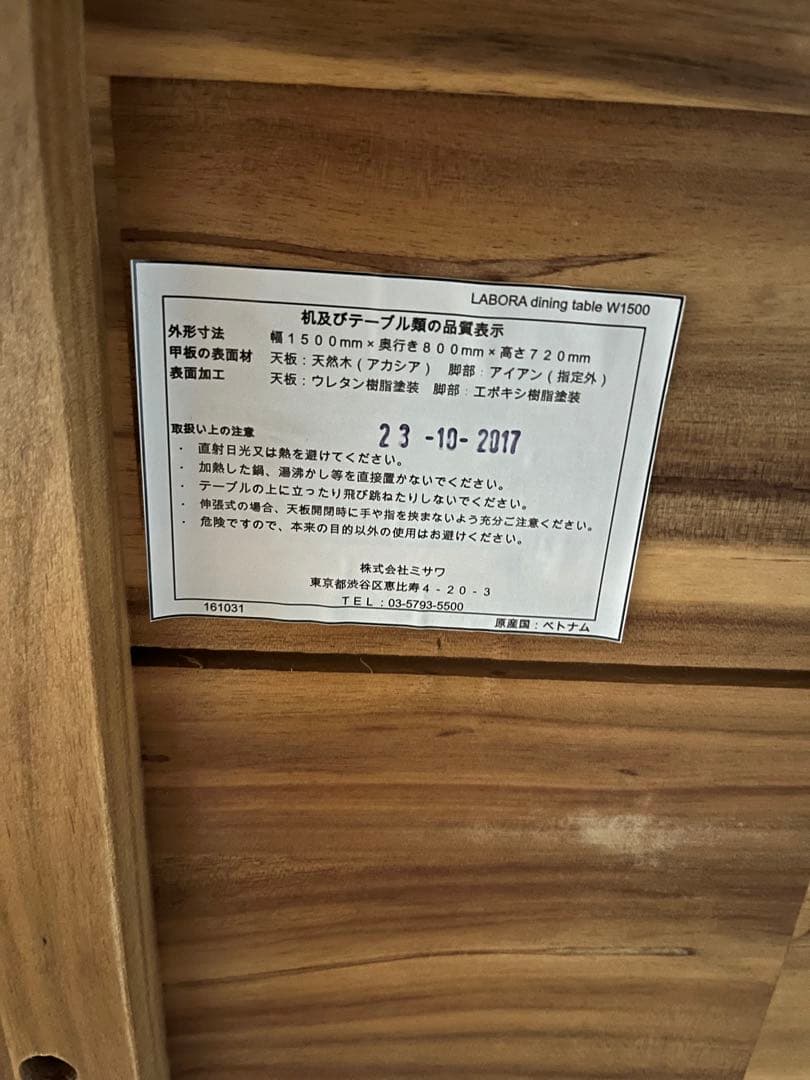 LABORA dining table W1500
机及びテーブル類の品質表示
外形寸法 幅1500mm×奥行き800mm×高さ720mm
甲板の表面材 天板：天然木（アカシア） 脚部：アイアン（指定外）
表面加工 天板：ウレタン樹脂塗装 脚部：エポキシ樹脂塗装
23-10-2017
取扱い上の注意
・ 直射日光又は熱を避けてください。
・ 加熱した鍋、湯沸かし等を直接置かないでください。
・ テーブルの上に立ったり飛び跳ねたりしないでください。
・ 伸張式の場合、天板開閉時に手や指を挟まないよう充分ご注意ください。
・ 危険ですので、本来の目的以外の使用はお避けください。
株式会社ミサワ
東京都渋谷区恵比寿4-20-3
TEL：03-5793-5500
161031
原産国：ベトナム